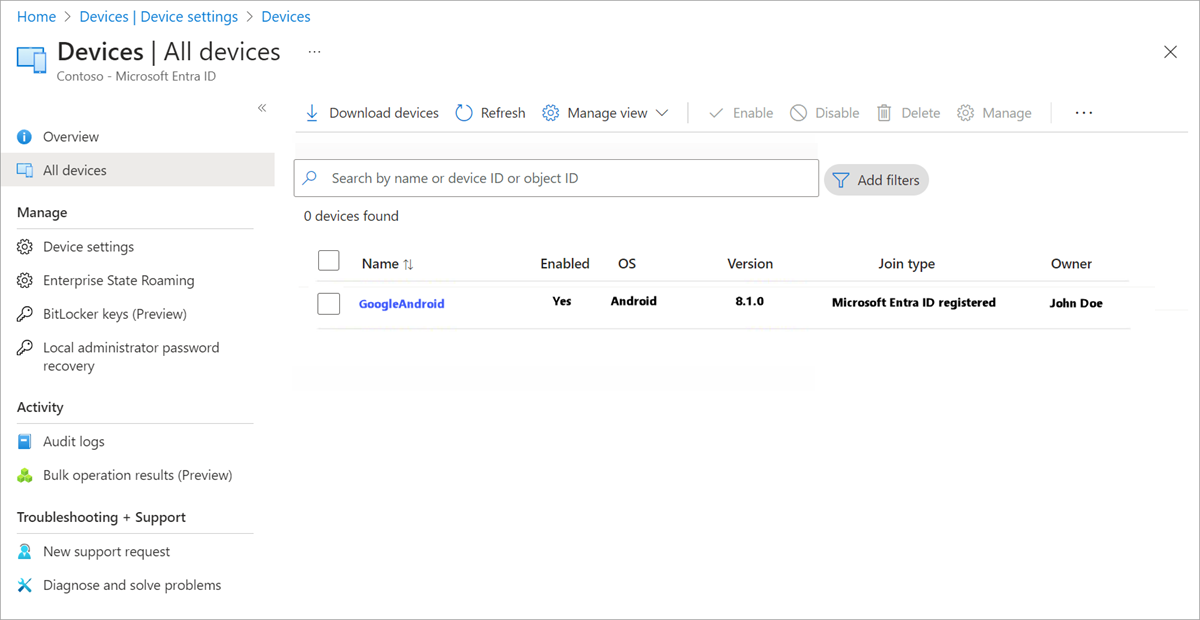 Home > Devices | Device settings > Devices
Devices | All devices ...
Contoso - Microsoft Entra ID
«
Download devices Refresh Manage view Enable Disable Delete Manage ...
Overview
All devices
Search by name or device ID or object ID
Add filters
0 devices found
Manage
Device settings
Enterprise State Roaming
BitLocker keys (Preview)
Local administrator password
recovery
Activity
Audit logs
Bulk operation results (Preview)
Troubleshooting + Support
New support request
Diagnose and solve problems
Name ↑↓ Enabled OS Version Join type Owner
GoogleAndroid Yes Android 8.1.0 Microsoft Entra ID registered John Doe